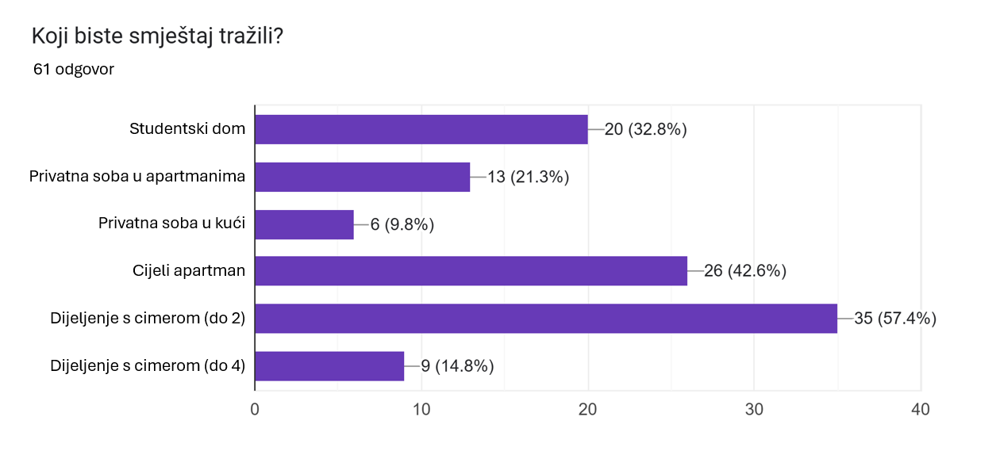 Koji biste smještaj tražili?
61 odgovor
Studentski dom 20 (32.8%)
Privatna soba u apartmanima 13 (21.3%)
Privatna soba u kući 6 (9.8%)
Cijeli apartman 26 (42.6%)
Dijeljenje s cimerom (do 2) 35 (57.4%)
Dijeljenje s cimerom (do 4) 9 (14.8%)
0 10 20 30 40